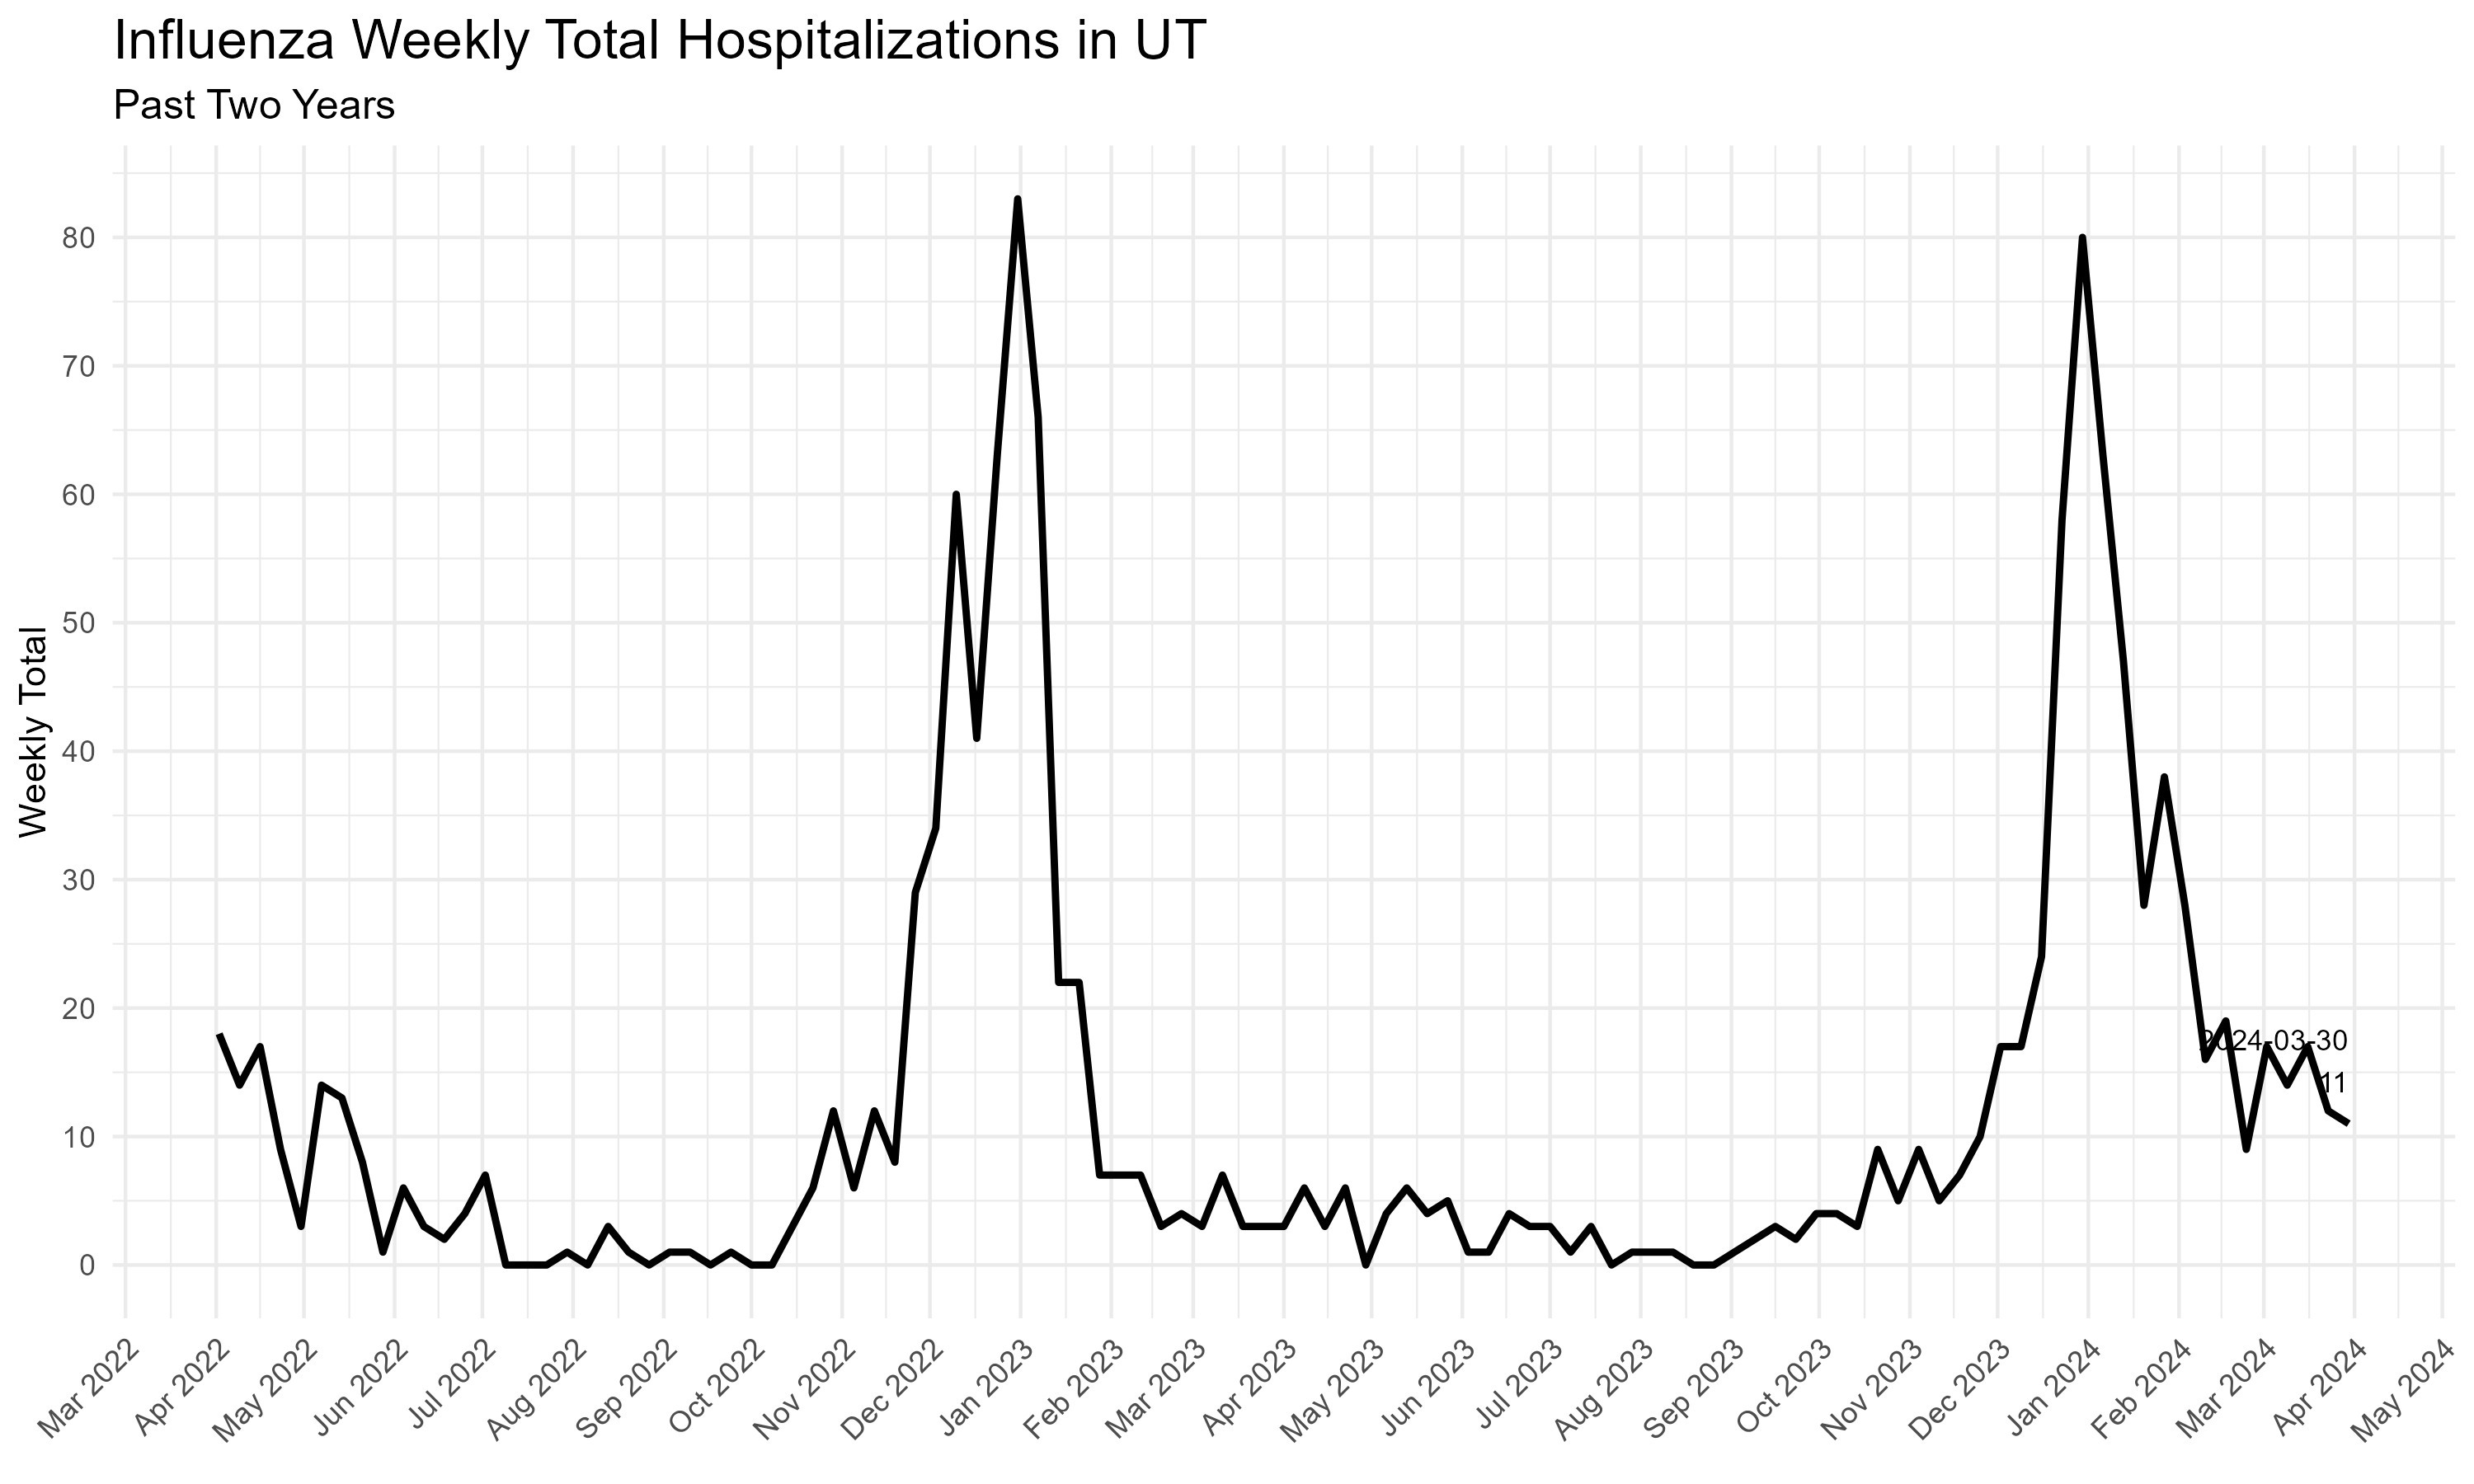 Influenza Weekly Total Hospitalizations in UT
Past Two Years
Weekly Total
80
70
60
50
40
30
20
10
0
2024-03-30
11
Mar 2022
Apr 2022
May 2022
Jun 2022
Jul 2022
Aug 2022
Sep 2022
Oct 2022
Nov 2022
Dec 2022
Jan 2023
Feb 2023
Mar 2023
Apr 2023
May 2023
Jun 2023
Jul 2023
Aug 2023
Sep 2023
Oct 2023
Nov 2023
Dec 2023
Jan 2024
Feb 2024
Mar 2024
Apr 2024
May 2024